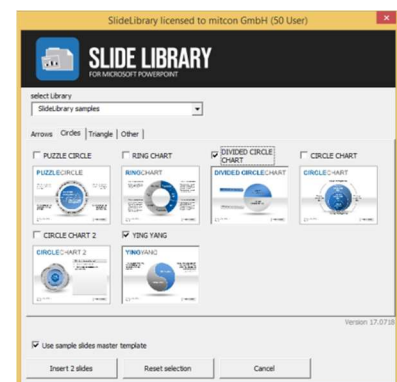 SlideLibrary licensed to mitcon GmbH (50 User)
SLIDE LIBRARY
FOR MICROSOFT POWERPOINT
select Library
SlideLibrary samples
Arrows Circles Triangle Other
PUZZLE CIRCLE RING CHART DIVIDED CIRCLE CHART CIRCLE CHART
PUZZLECIRCLE RINGCHART DIVIDED CIRCLECHART CIRCLECHART
CIRCLE CHART 2 YING YANG
CIRCLECHART 2 YINGYANG
Version 17.0718
Use sample slides master template
Insert 2 slides Reset selection Cancel